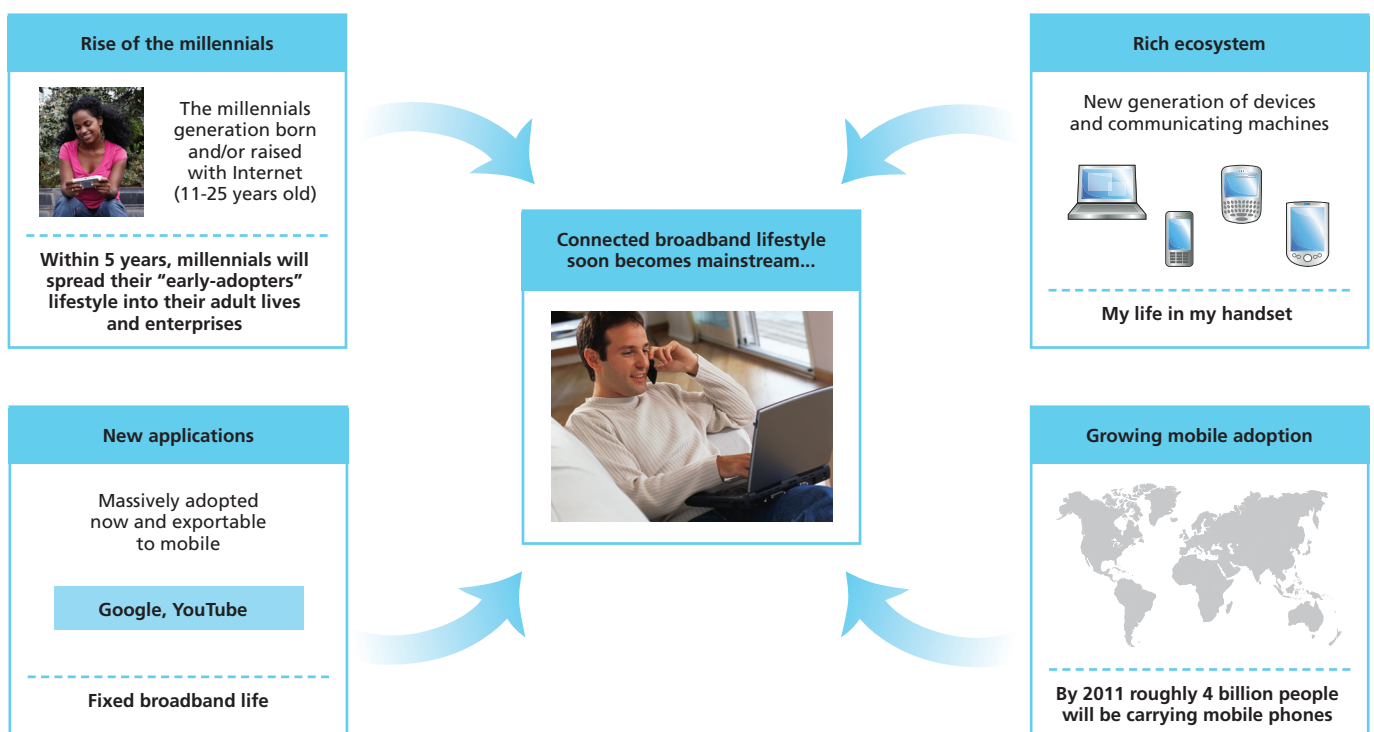 Rise of the millennials
The millennials
generation born
and/or raised
with Internet
(11-25 years old)
Within 5 years, millennials will
spread their “early-adopters”
lifestyle into their adult lives
and enterprises
Rich ecosystem
New generation of devices
and communicating machines
My life in my handset
Connected broadband lifestyle
soon becomes mainstream...
New applications
Massively adopted
now and exportable
to mobile
Google, YouTube
Fixed broadband life
Growing mobile adoption
By 2011 roughly 4 billion people
will be carrying mobile phones